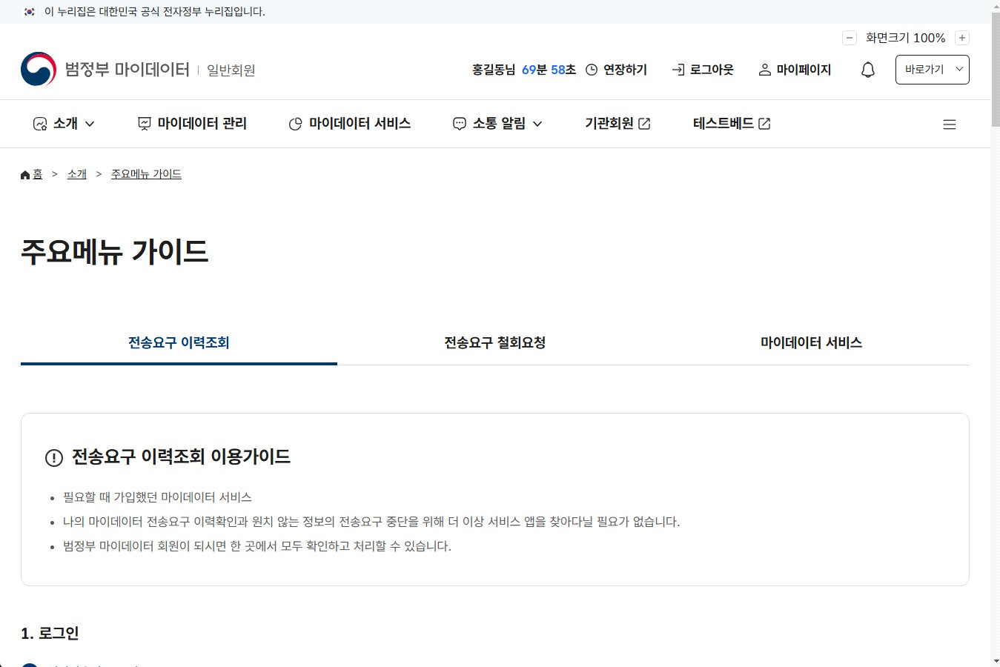 이 누리집은 대한민국 공식 전자정부 누리집입니다.
화면크기 100%
범정부 마이데이터 일반회원
홍길동님 69분 58초 연장하기 로그아웃 마이페이지 바로가기
소개 마이데이터 관리 마이데이터 서비스 소통 알림 기관회원 테스트베드
홈 > 소개 > 주요메뉴 가이드
주요메뉴 가이드
전송요구 이력조회 전송요구 철회요청 마이데이터 서비스
전송요구 이력조회 이용가이드
필요할 때 가입했던 마이데이터 서비스
나의 마이데이터 전송요구 이력확인과 원치 않는 정보의 전송요구 중단을 위해 더 이상 서비스 앱을 찾아다닐 필요가 없습니다.
범정부 마이데이터 회원이 되시면 한 곳에서 모두 확인하고 처리할 수 있습니다.
1. 로그인